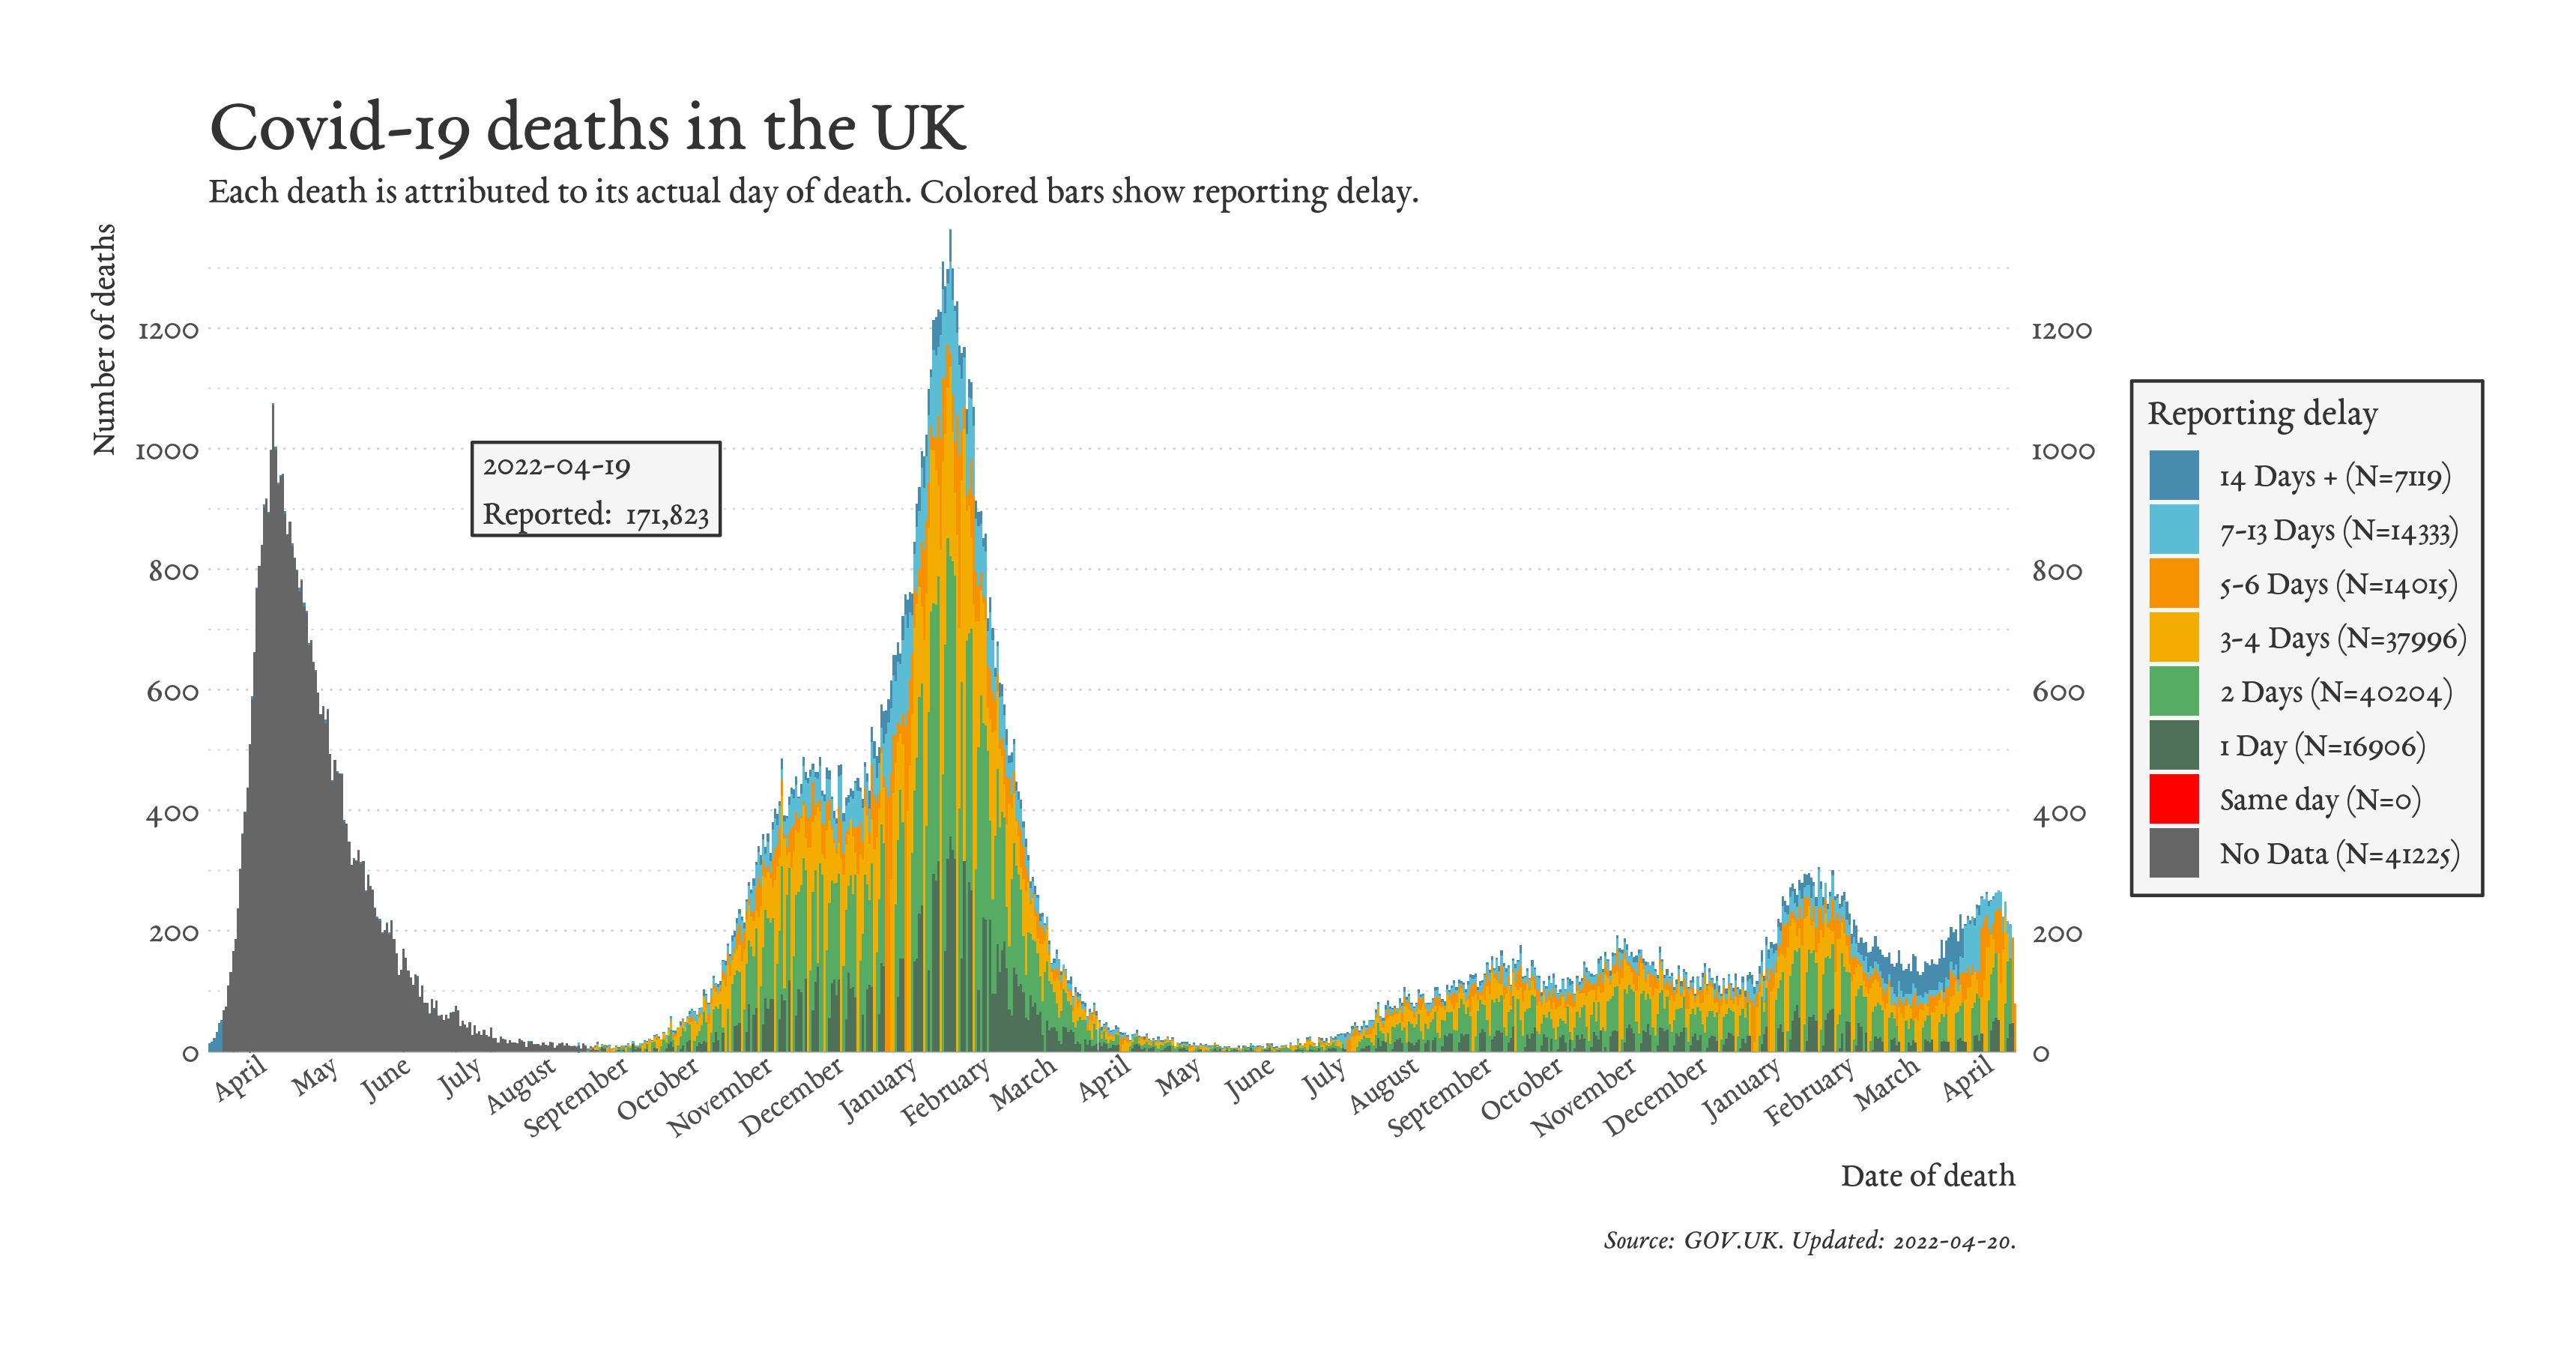 Covid-19 deaths in the UK
Each death is attributed to its actual day of death. Colored bars show reporting delay.
Number of deaths
1200
1000
800
600
400
200
0
2022-04-19
Reported: 171,823
1200
1000
800
600
400
200
0
Reporting delay
14 Days + (N=7119)
7-13 Days (N=14333)
5-6 Days (N=14015)
3-4 Days (N=37996)
2 Days (N=40204)
1 Day (N=16906)
Same day (N=0)
No Data (N=41225)
April May June July August September October November December January February March April May June July August September October November December January February March April
Date of death
Source: GOV.UK. Updated: 2022-04-20.